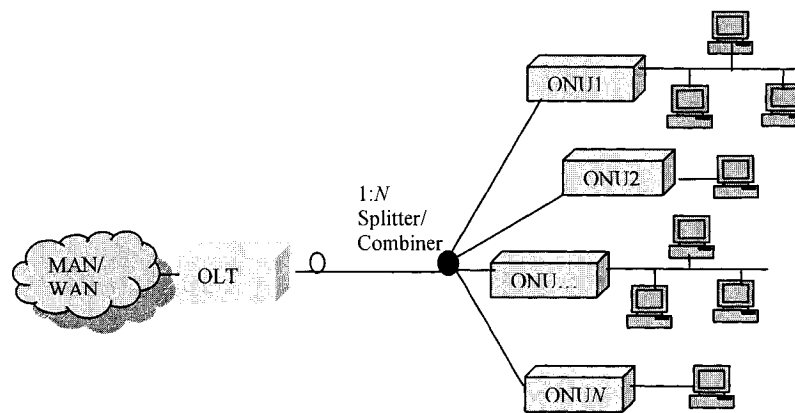 ONU1
ONU2
1:N
Splitter/
Combiner
MAN/
WAN
OLT
ONU...
ONUN